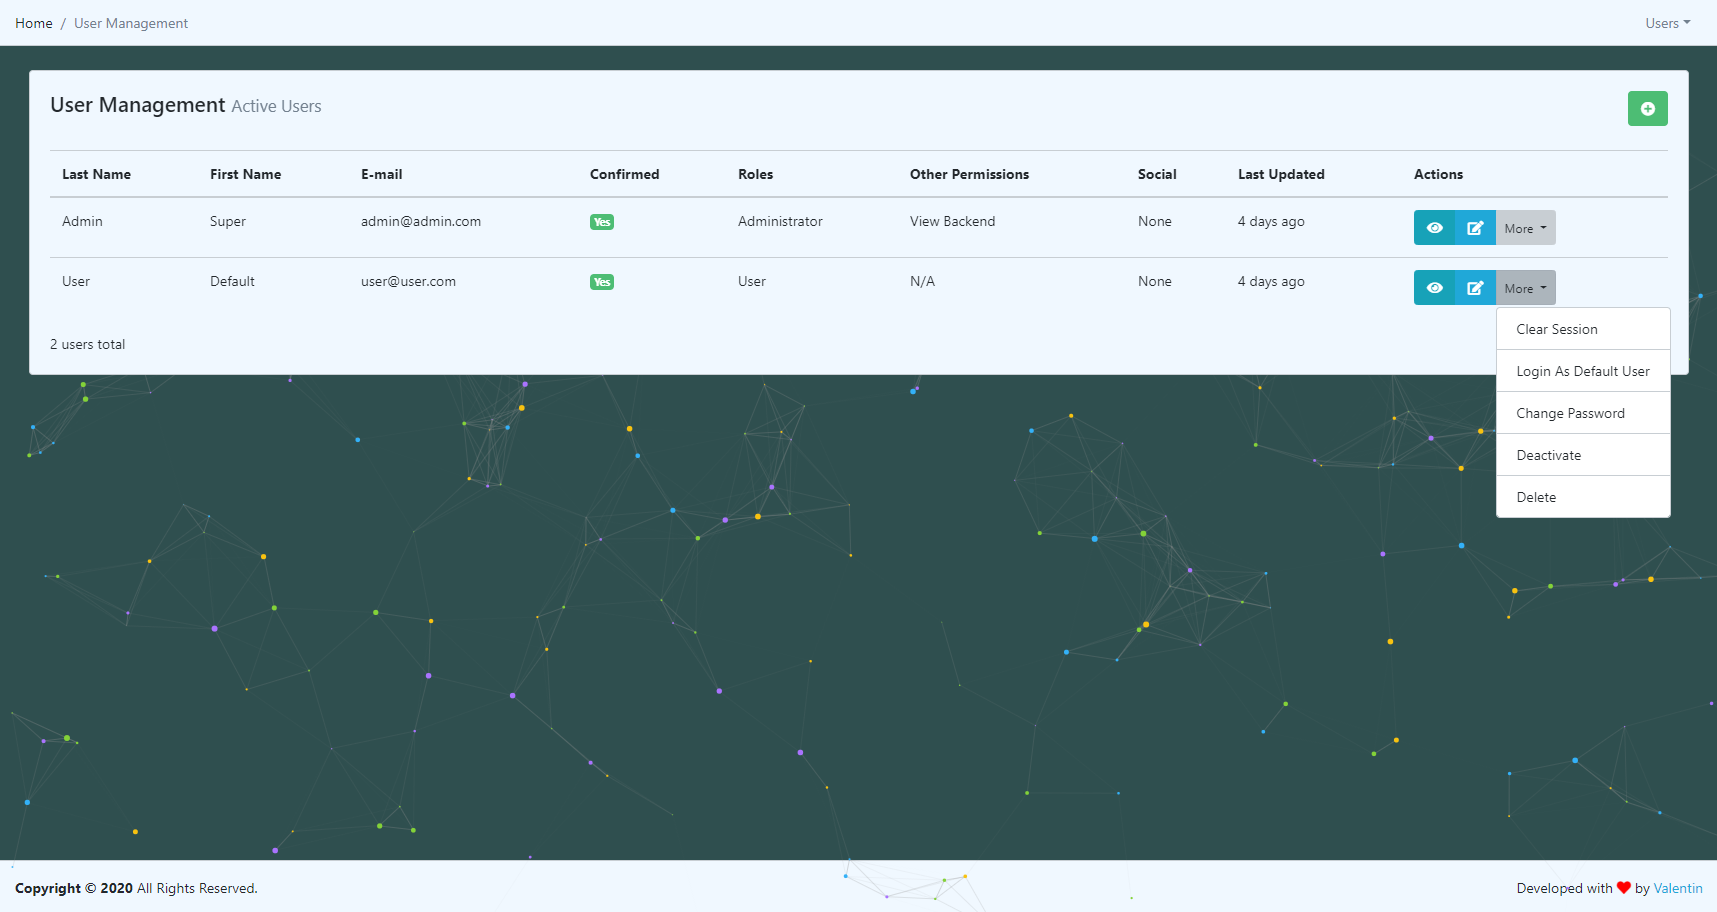 Home / User Management
Users
User Management Active Users
Last Name First Name E-mail Confirmed Roles Other Permissions Social Last Updated Actions
Admin Super admin@admin.com Yes Administrator View Backend None 4 days ago More
User Default user@user.com Yes User N/A None 4 days ago More
Clear Session
Login As Default User
Change Password
Deactivate
Delete
2 users total
Copyright © 2020 All Rights Reserved.
Developed with ❤ by Valentin